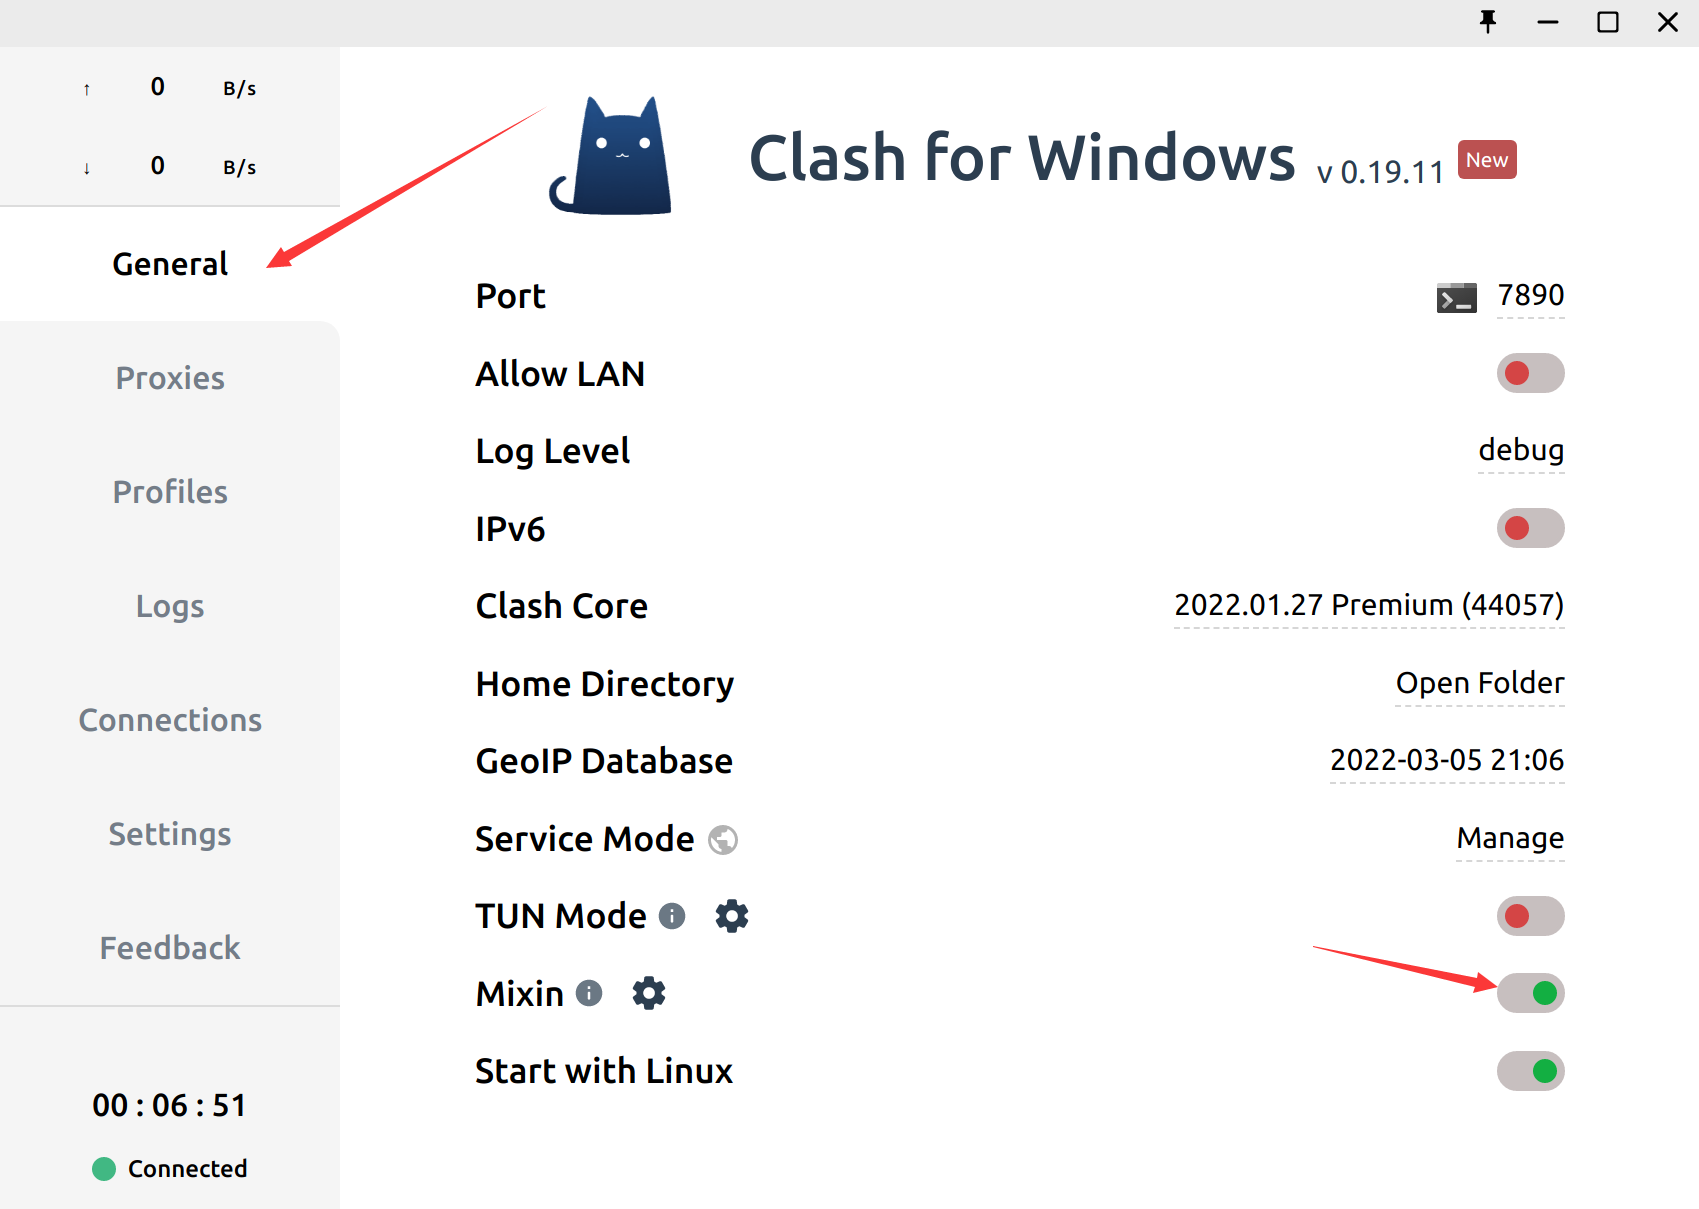 ↑ 0 B/s
↓ 0 B/s
General
Proxies
Profiles
Logs
Connections
Settings
Feedback
00 : 06 : 51
Connected
Clash for Windows v 0.19.11 New
Port 7890
Allow LAN
Log Level debug
IPv6
Clash Core 2022.01.27 Premium (44057)
Home Directory Open Folder
GeoIP Database 2022-03-05 21:06
Service Mode Manage
TUN Mode
Mixin
Start with Linux